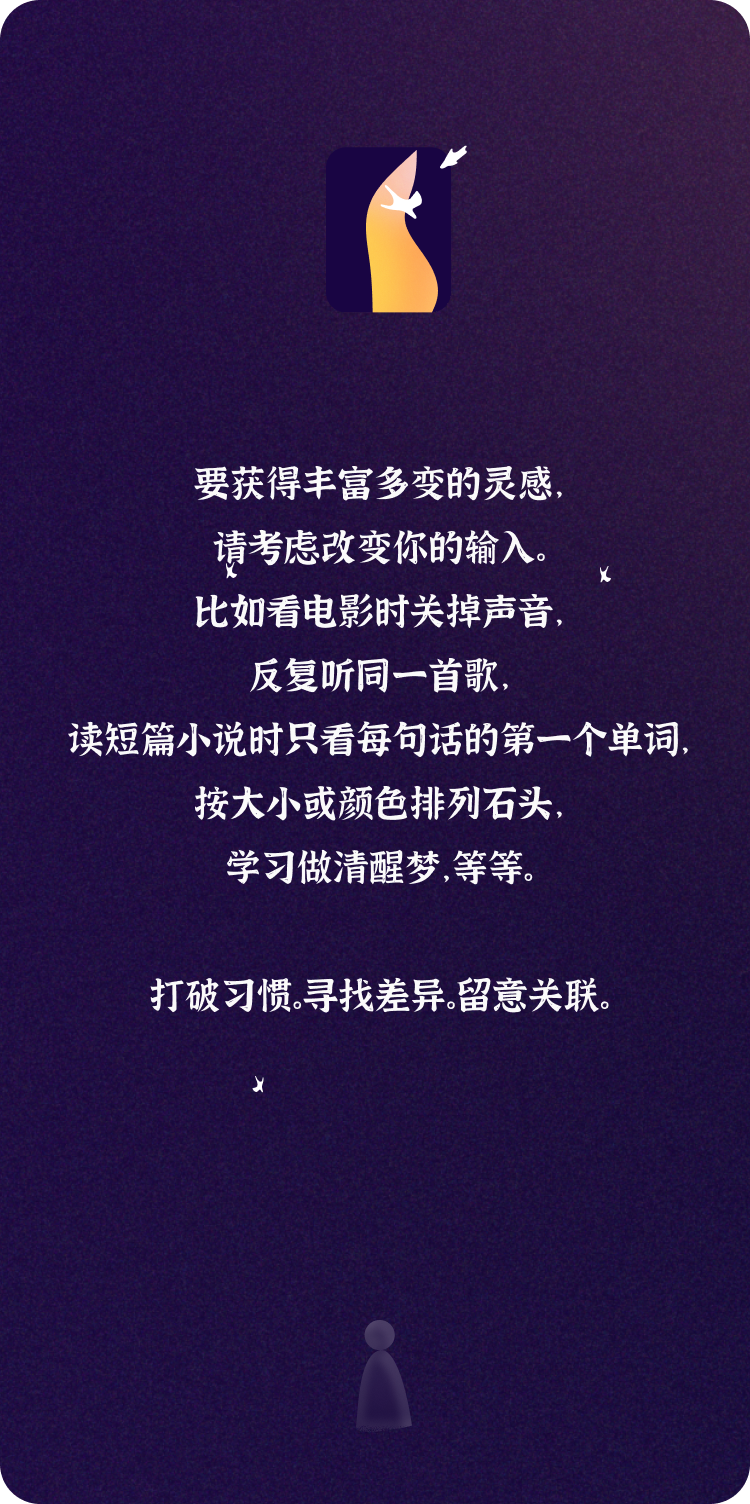 要获得丰富多变的灵感,
请考虑改变你的输入。
比如看电影时关掉声音,
反复听同一首歌,
读短篇小说时只看每句话的第一个单词,
按大小或颜色排列石头,
学习做清醒梦,等等。
打破习惯。寻找差异。留意关联。